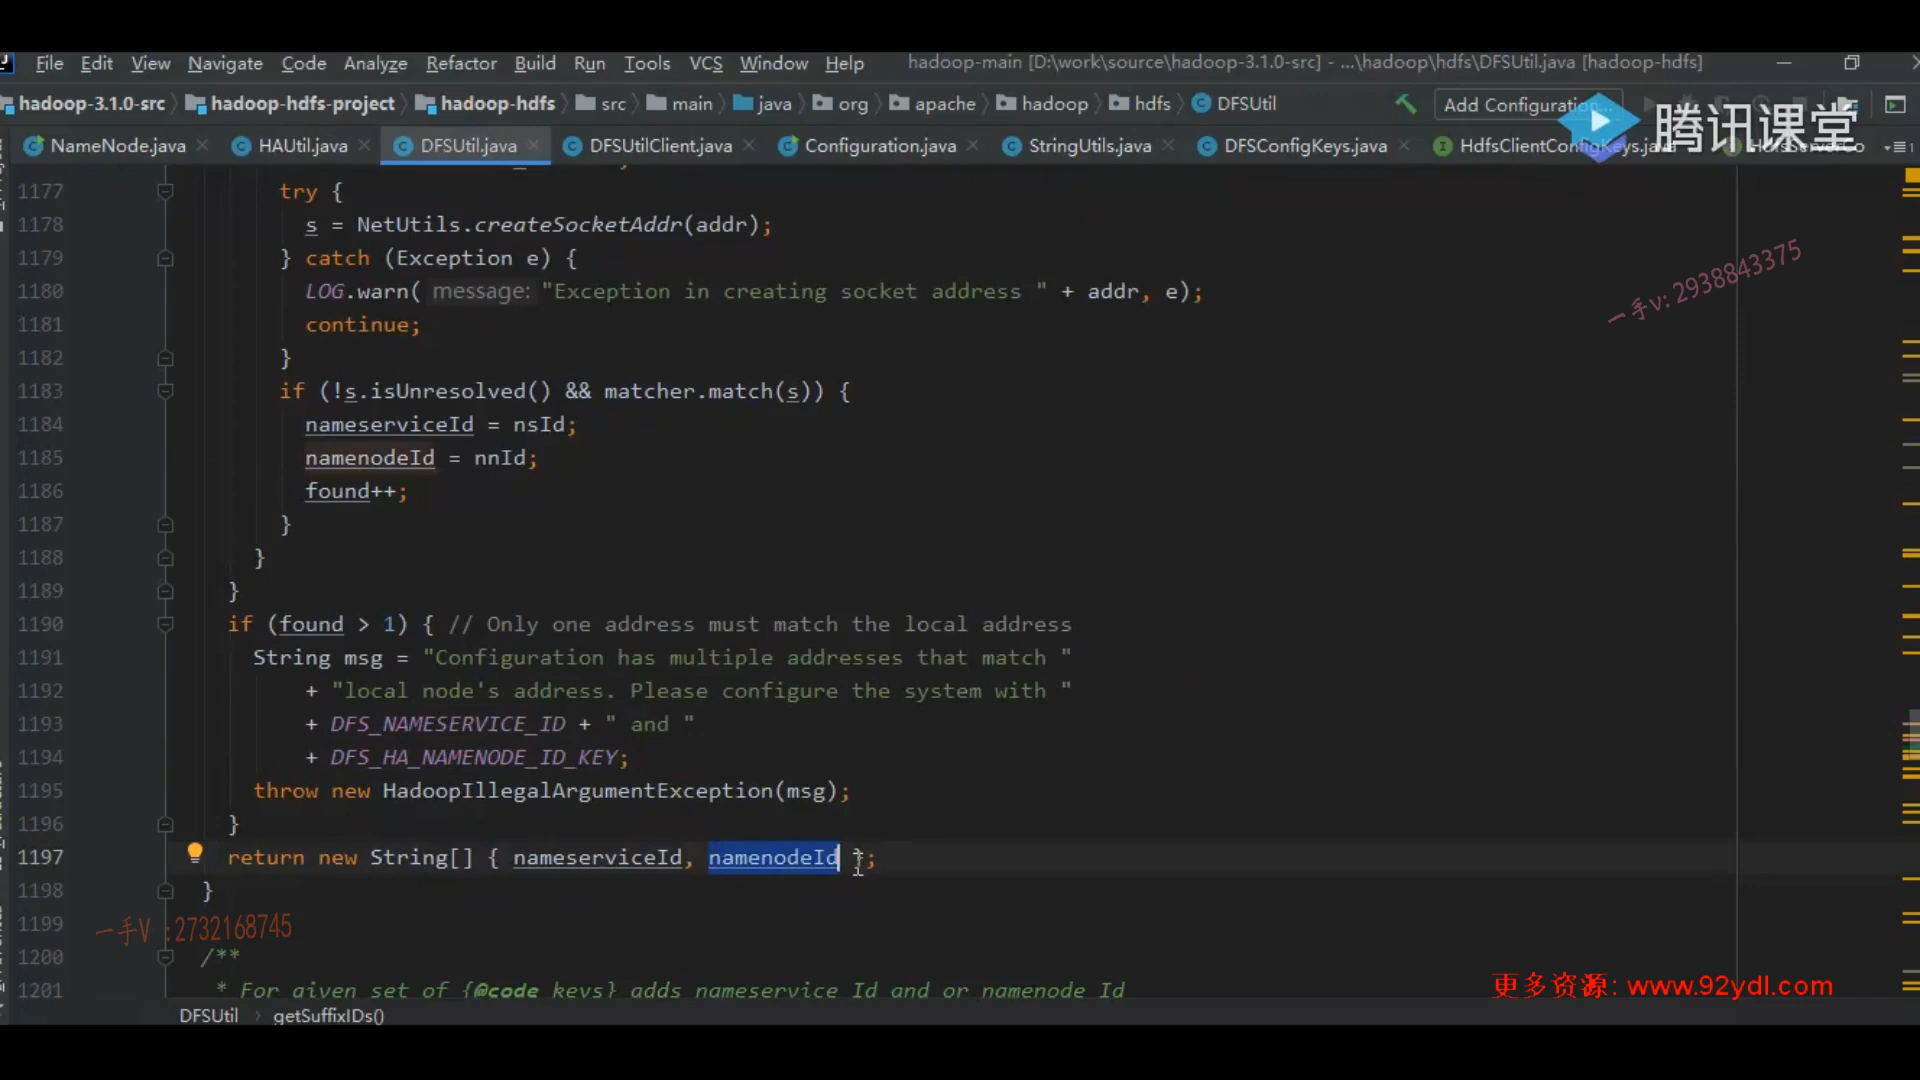 File Edit View Navigate Code Analyze Refactor Build Run Tools VCS Window Help hadoop-main [D:\work\source\hadoop-3.1.0-src] - ...\hadoop\hdfs\DFSUtil.java [hadoop-hdfs]
hadoop-3.1.0-src hadoop-hdfs-project hadoop-hdfs src main java org apache hadoop hdfs DFSUtil Add Configuration...
腾讯课堂
NameNode.java HAUtil.java DFSUtil.java DFSUtilClient.java Configuration.java StringUtils.java DFSConfigKeys.java HdfsClientConfigKeys.java HdfsServerCo
1177 try {
1178 s = NetUtils.createSocketAddr(addr);
1179 } catch (Exception e) {
1180 LOG.warn( message: "Exception in creating socket address " + addr, e);
1181 continue;
1182 }
1183 if (!s.isUnresolved() && matcher.match(s)) {
1184 nameserviceId = nsId;
1185 namenodeId = nnId;
1186 found++;
1187 }
1188 }
1189 }
1190 if (found > 1) { // Only one address must match the local address
1191 String msg = "Configuration has multiple addresses that match "
1192 + "local node's address. Please configure the system with "
1193 + DFS_NAMESERVICE_ID + " and "
1194 + DFS_HA_NAMENODE_ID_KEY;
1195 throw new HadoopIllegalArgumentException(msg);
1196 }
1197 return new String[] { nameserviceId, namenodeId };
1198 }
1199
1200 /**
1201 * For given set of {@code keys} adds nameservice Id and or namenode Id
DFSUtil getSuffixIDs()
一手v: 2938843375
一手V :2732168745
更多资源: www.92ydl.com